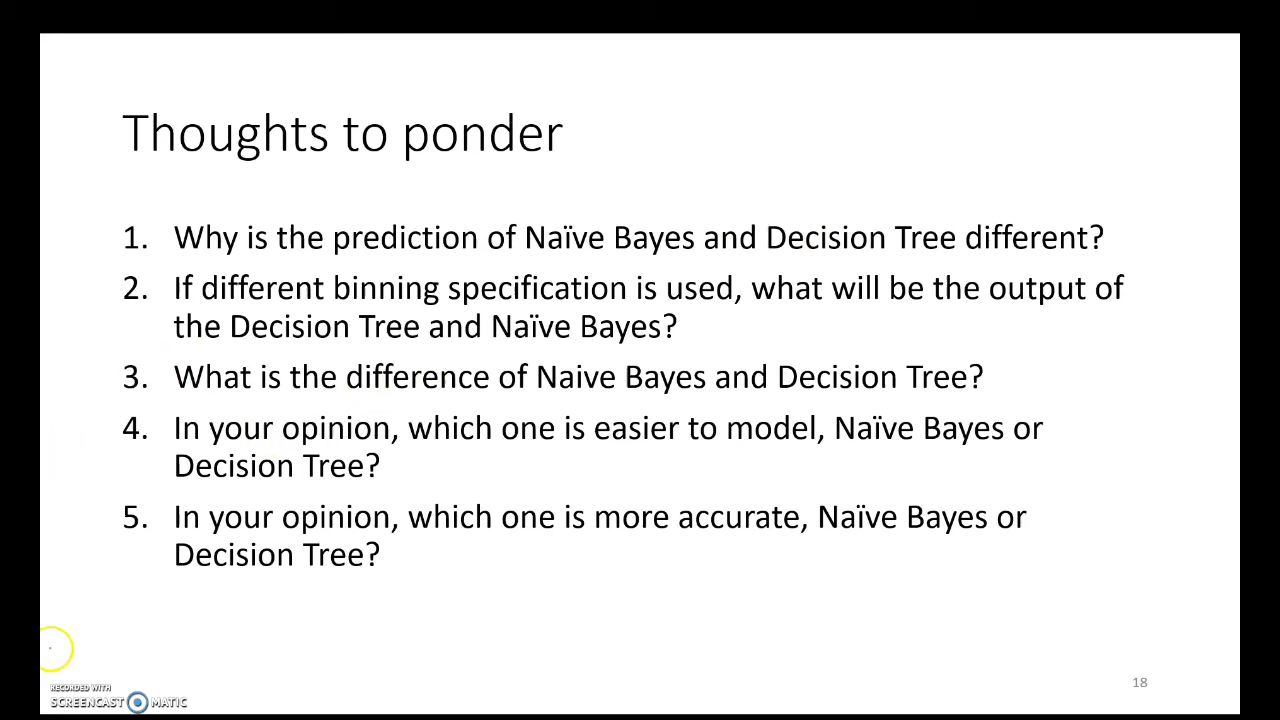 Thoughts to ponder
1. Why is the prediction of Naïve Bayes and Decision Tree different?
2. If different binning specification is used, what will be the output of
the Decision Tree and Naïve Bayes?
3. What is the difference of Naive Bayes and Decision Tree?
4. In your opinion, which one is easier to model, Naïve Bayes or
Decision Tree?
5. In your opinion, which one is more accurate, Naïve Bayes or
Decision Tree?
18
RECORDED WITH
SCREENCAST MATIC